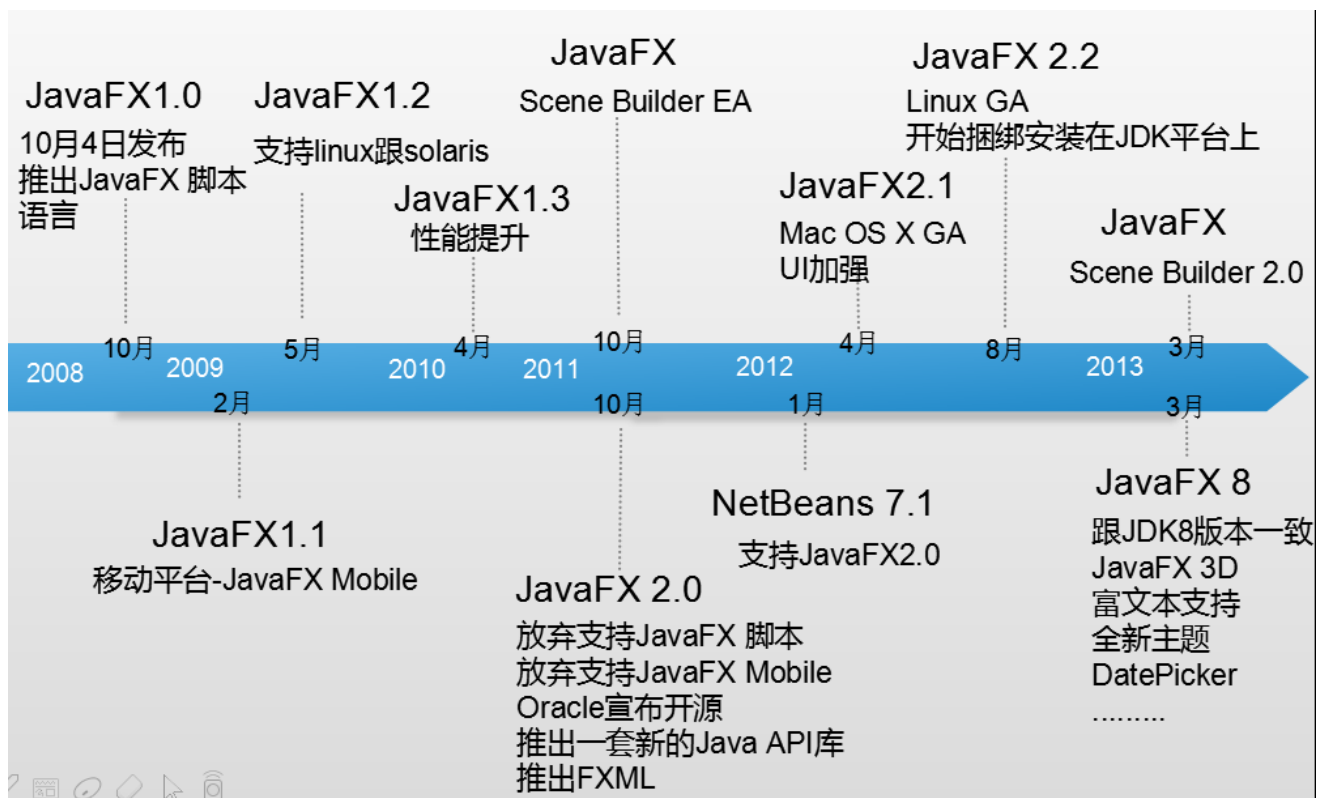 JavaFX1.0
10月4日发布
推出JavaFX 脚本
语言
JavaFX1.2
支持linux跟solaris
JavaFX1.3
性能提升
JavaFX
Scene Builder EA
JavaFX2.1
Mac OS X GA
UI加强
JavaFX 2.2
Linux GA
开始捆绑安装在JDK平台上
JavaFX
Scene Builder 2.0
10月
5月
4月
10月
4月
8月
3月
2008
2009
2010
2011
2012
2013
2月
10月
1月
3月
JavaFX1.1
移动平台-JavaFX Mobile
JavaFX 2.0
放弃支持JavaFX 脚本
放弃支持JavaFX Mobile
Oracle宣布开源
推出一套新的Java API库
推出FXML
NetBeans 7.1
支持JavaFX2.0
JavaFX 8
跟JDK8版本一致
JavaFX 3D
富文本支持
全新主题
DatePicker
.........